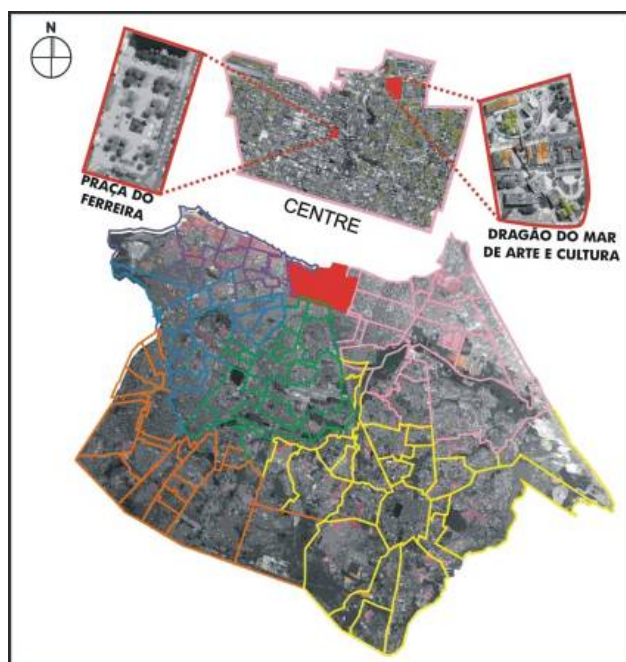 N
PRAÇA DO
FERREIRA
CENTRE
DRAGÃO DO MAR
DE ARTE E CULTURA